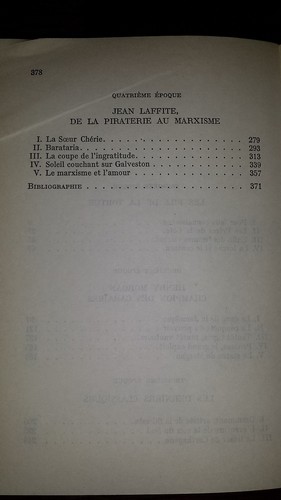 378
QUATRIÈME ÉPOQUE
JEAN LAFFITE,
DE LA PIRATERIE AU MARXISME
I. La Sœur Chérie. . . . . . . . . . . . . . . . 279
II. Barataria. . . . . . . . . . . . . . . . . . . 293
III. La coupe de l'ingratitude. . . . . . . . . . . 313
IV. Soleil couchant sur Galveston . . . . . . . . 339
V. Le marxisme et l'amour . . . . . . . . . . . 357
BIBLIOGRAPHIE . . . . . . . . . . . . . . . . . . 371